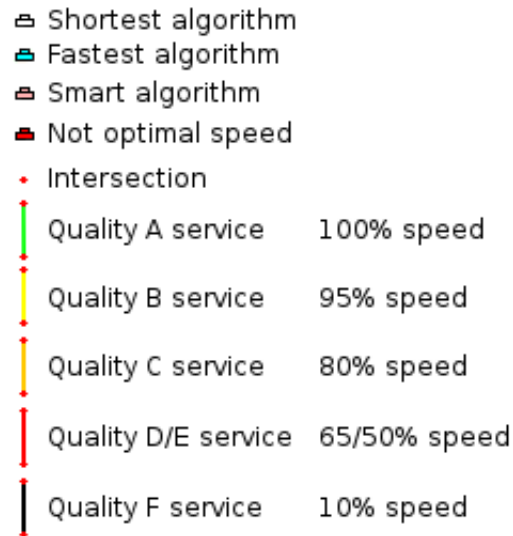 Shortest algorithm
Fastest algorithm
Smart algorithm
Not optimal speed
Intersection
Quality A service 100% speed
Quality B service 95% speed
Quality C service 80% speed
Quality D/E service 65/50% speed
Quality F service 10% speed